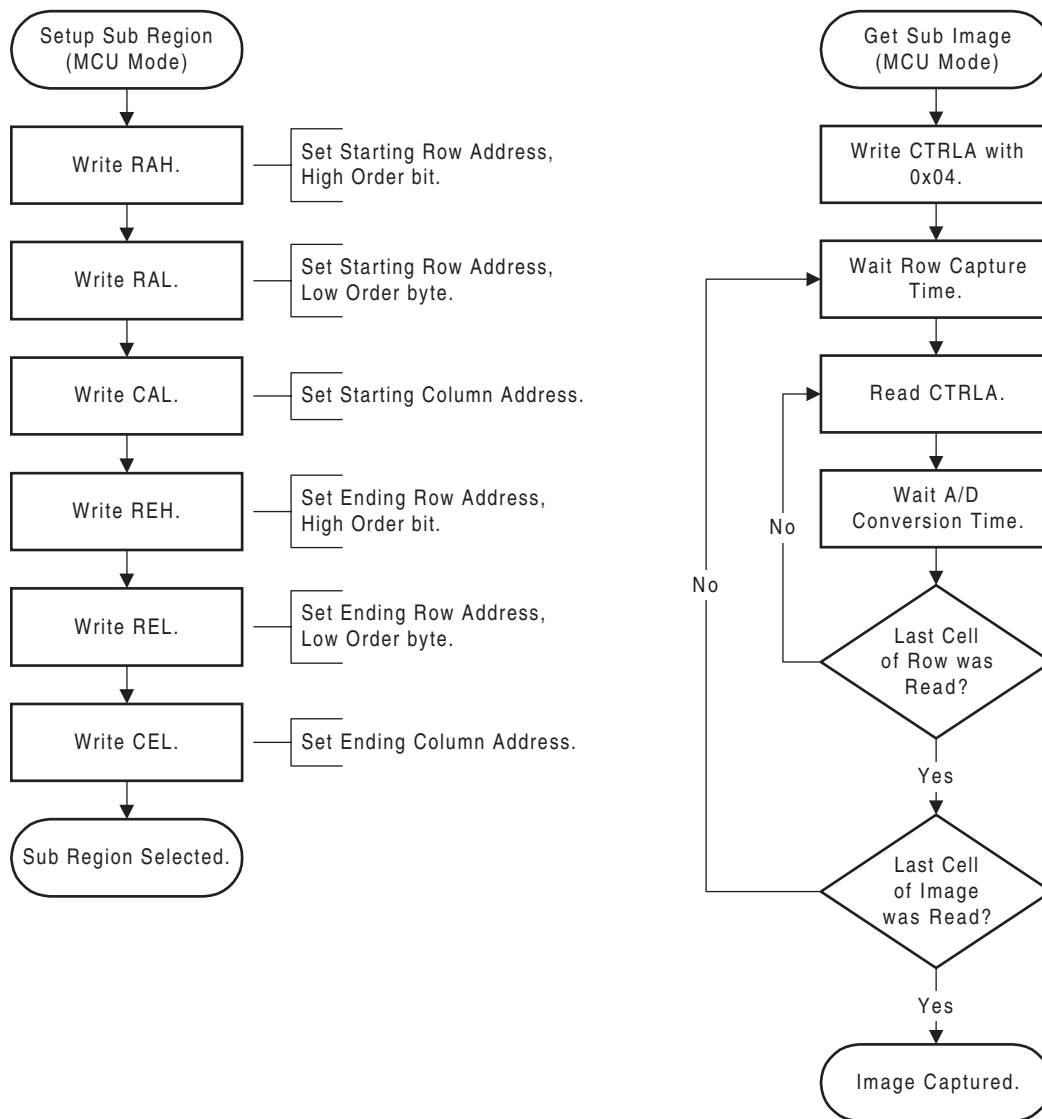 Setup Sub Region
(MCU Mode)
Write RAH.
Set Starting Row Address,
High Order bit.
Write RAL.
Set Starting Row Address,
Low Order byte.
Write CAL.
Set Starting Column Address.
Write REH.
Set Ending Row Address,
High Order bit.
Write REL.
Set Ending Row Address,
Low Order byte.
Write CEL.
Set Ending Column Address.
Sub Region Selected.
Get Sub Image
(MCU Mode)
Write CTRLA with
0x04.
Wait Row Capture
Time.
Read CTRLA.
Wait A/D
Conversion Time.
No
No
Last Cell
of Row was
Read?
Yes
Last Cell
of Image
was Read?
Yes
Image Captured.